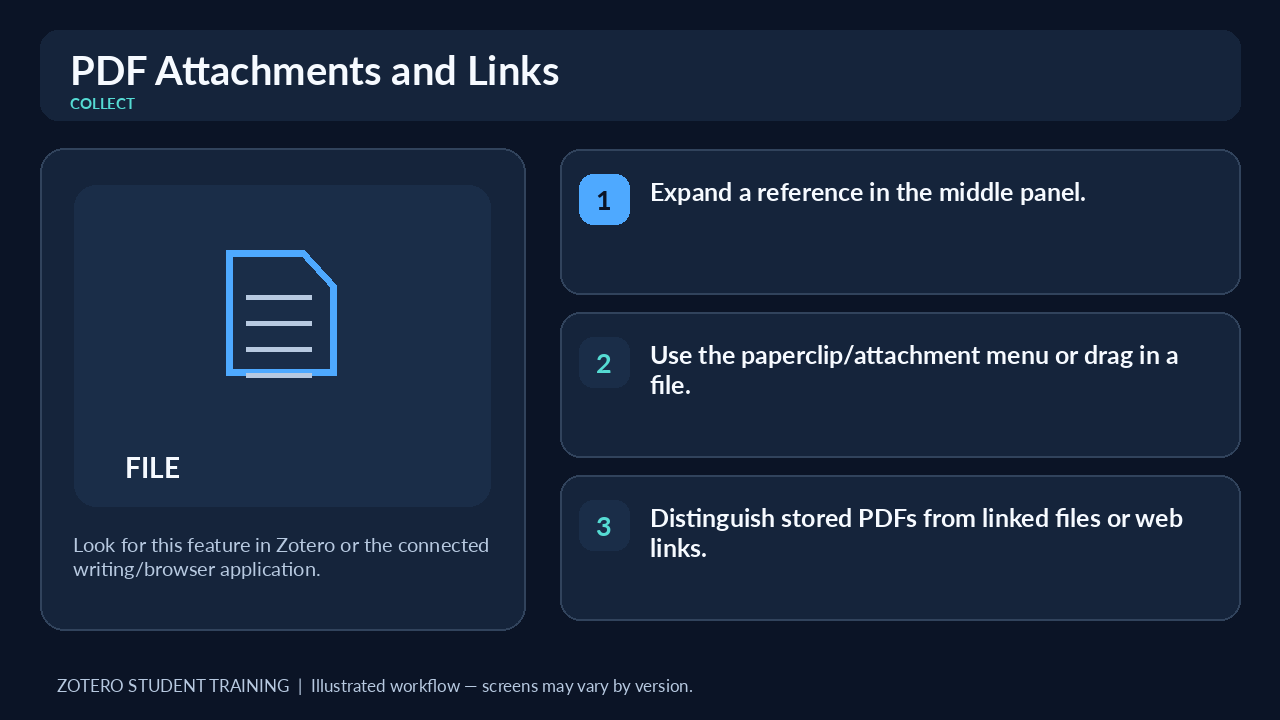 PDF Attachments and Links
COLLECT
FILE
Look for this feature in Zotero or the connected
writing/browser application.
1
Expand a reference in the middle panel.
2
Use the paperclip/attachment menu or drag in a
file.
3
Distinguish stored PDFs from linked files or web
links.
ZOTERO STUDENT TRAINING | Illustrated workflow — screens may vary by version.